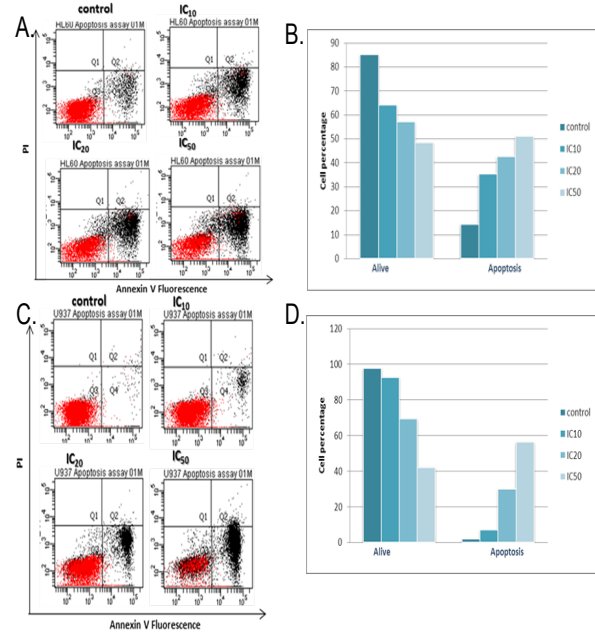 A.
control
IC10
HL60 Apoptosis assay 01M
HL60 Apoptosis assay 01M
Q1 Q2
Q1 Q2
IC20
IC50
HL60 Apoptosis assay 01M
HL60 Apoptosis assay 01M
Q1 Q2
Q1 Q2
PI
Annexin V Fluorescence
B.
90
80
70
60
50
40
30
20
10
0
Cell percentage
Alive
Apoptosis
control
IC10
IC20
IC50
C.
control
IC10
U937 Apoptosis assay 01M
U937 Apoptosis assay 01M
Q1 Q2
Q3 Q4
Q1 Q2
Q3 Q4
IC20
IC50
U937 Apoptosis assay 01M
U937 Apoptosis assay 01M
Q1 Q2
Q1 Q2
PI
Annexin V Fluorescence
D.
120
100
80
60
40
20
0
Cell percentage
Alive
Apoptosis
control
IC10
IC20
IC50